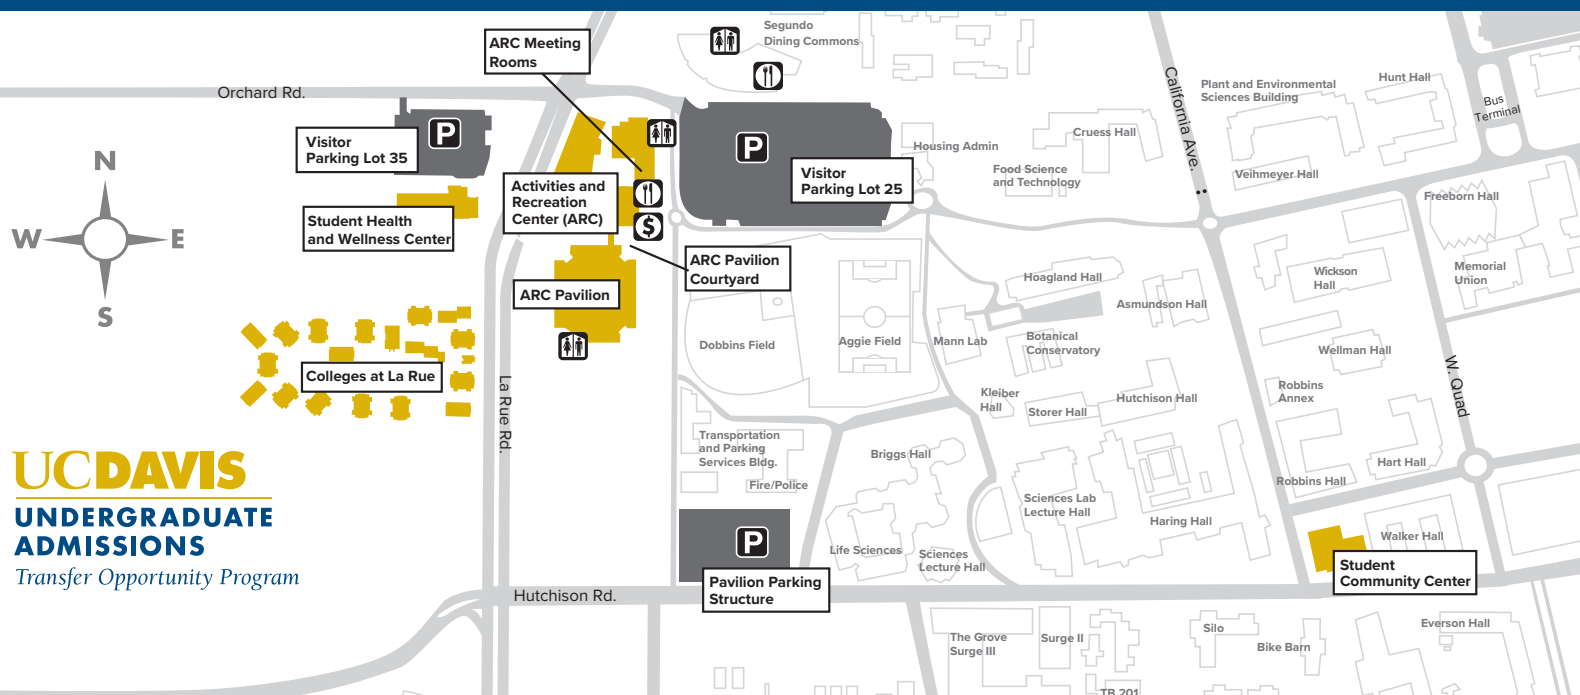 Segundo
Dining Commons
ARC Meeting
Rooms
Orchard Rd.
California Ave.
Plant and Environmental
Sciences Building
Hunt Hall
Bus
Terminal
P
Visitor
Parking Lot 35
P
Visitor
Parking Lot 25
Housing Admin
Cruess Hall
Food Science
and Technology
Veihmeyer Hall
Freeborn Hall
N
W
E
S
Activities and
Recreation
Center (ARC)
$
Student Health
and Wellness Center
ARC Pavilion
Courtyard
ARC Pavilion
Hoagland Hall
Asmundson Hall
Wickson
Hall
Memorial
Union
Dobbins Field
Aggie Field
Mann Lab
Botanical
Conservatory
Wellman Hall
Colleges at La Rue
La Rue Rd.
Kleiber
Hall
Storer Hall
Hutchison Hall
Robbins
Annex
W. Quad
Transportation
and Parking
Services Bldg.
Fire/Police
Briggs Hall
Hart Hall
Robbins Hall
UCDAVIS
UNDERGRADUATE
ADMISSIONS
Transfer Opportunity Program
Sciences Lab
Lecture Hall
Haring Hall
P
Life Sciences
Sciences
Lecture Hall
Walker Hall
Student
Community Center
Pavilion Parking
Structure
Hutchison Rd.
The Grove
Surge III
Surge II
Silo
Bike Barn
Everson Hall
TB 201